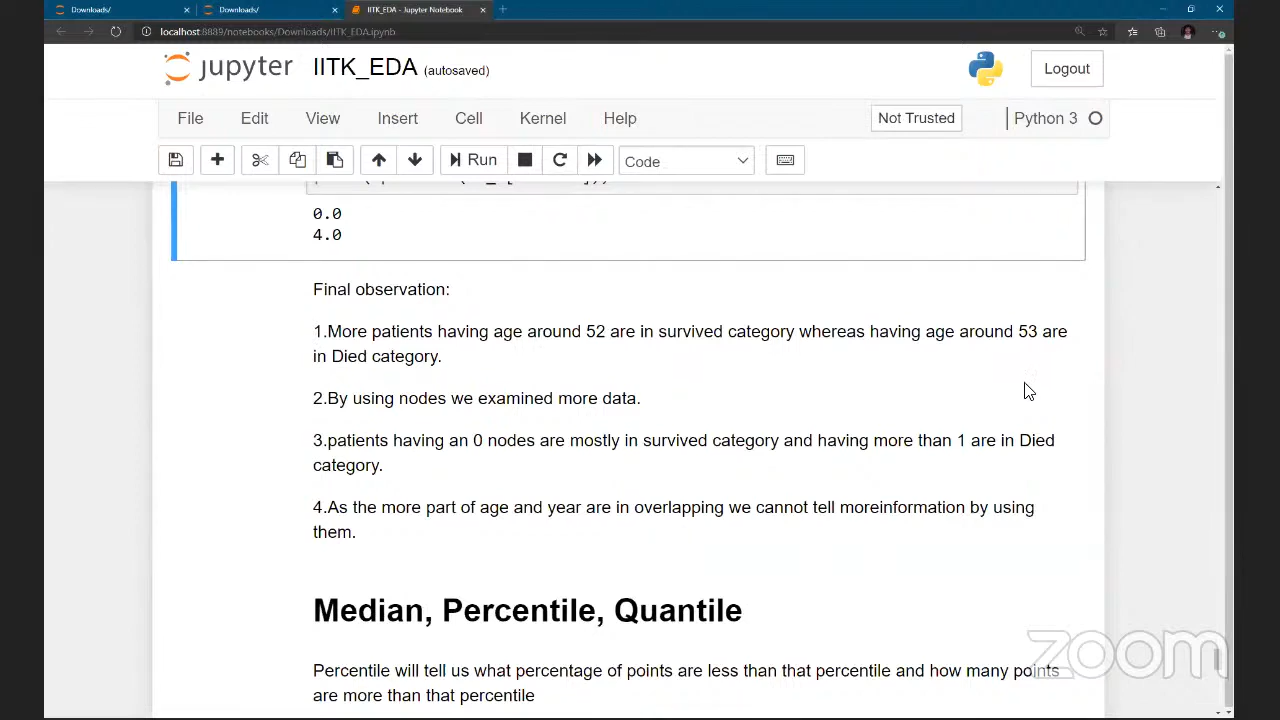 Downloads/
Downloads/
IITK_EDA - Jupyter Notebook
localhost:8889/notebooks/Downloads/IITK_EDA.ipynb
jupyter IITK_EDA (autosaved)
Logout
File Edit View Insert Cell Kernel Help
Not Trusted
Python 3
Run
Code
0.0
4.0
Final observation:
1.More patients having age around 52 are in survived category whereas having age around 53 are
in Died category.
2.By using nodes we examined more data.
3.patients having an 0 nodes are mostly in survived category and having more than 1 are in Died
category.
4.As the more part of age and year are in overlapping we cannot tell moreinformation by using
them.
Median, Percentile, Quantile
Percentile will tell us what percentage of points are less than that percentile and how many points
are more than that percentile
zoom